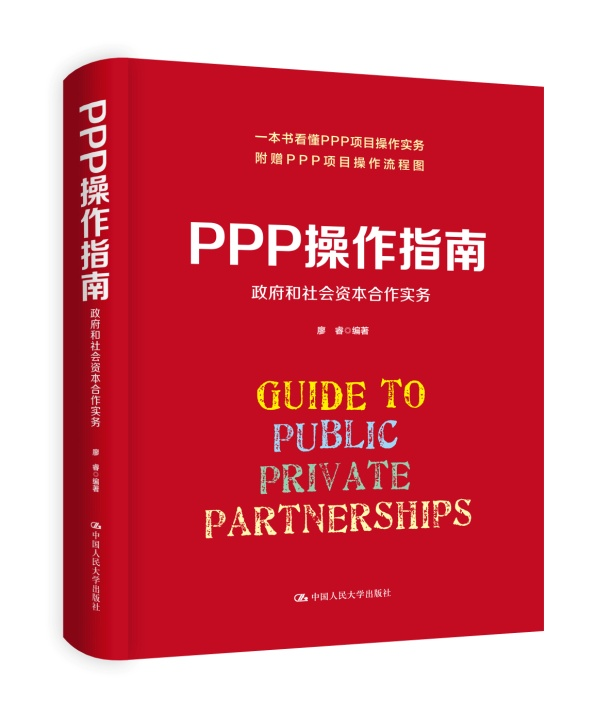 PPP操作指南
政府和社会资本合作实务
廖 睿◎编著
中国人民大学出版社
一本书看懂PPP项目操作实务
附赠PPP项目操作流程图
PPP操作指南
政府和社会资本合作实务
廖 睿◎编著
GUIDE TO
PUBLIC
PRIVATE
PARTNERSHIPS
中国人民大学出版社